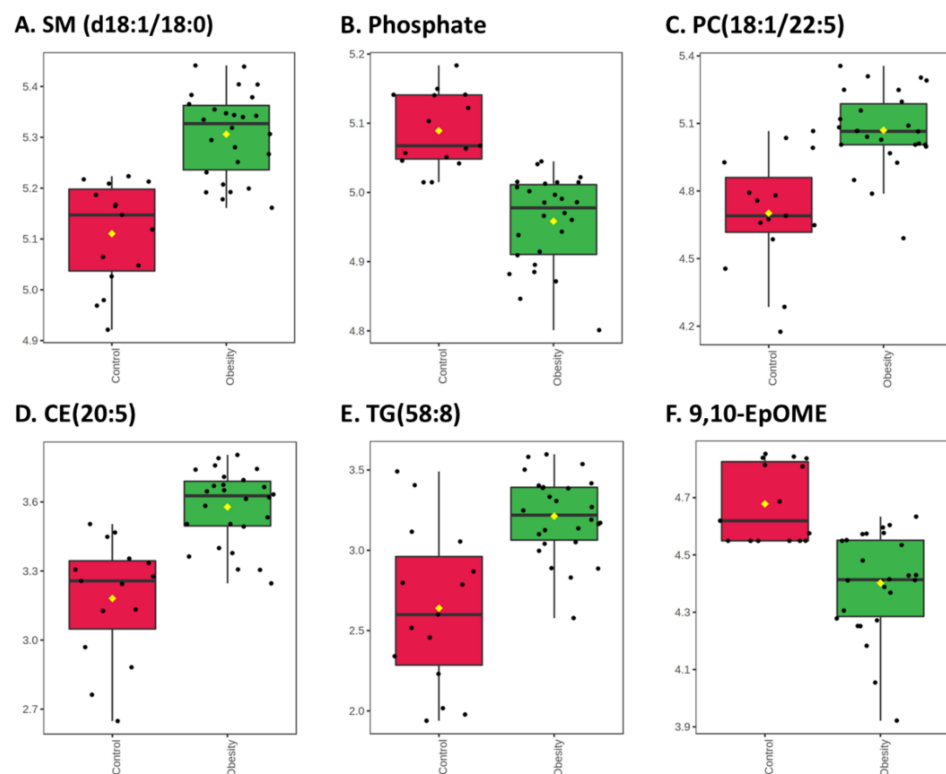 A. SM (d18:1/18:0)
5.4
5.3
5.2
5.1
4.9
Control
Obesity
B. Phosphate
5.2
5.1
5.0
4.9
4.8
Control
Obesity
C. PC(18:1/22:5)
5.4
5.1
4.8
4.5
4.2
Control
Obesity
D. CE(20:5)
3.6
3.3
3.0
2.7
Control
Obesity
E. TG(58:8)
3.5
3.0
2.5
2.0
Control
Obesity
F. 9,10-EpOME
4.7
4.5
4.3
4.1
3.9
Control
Obesity